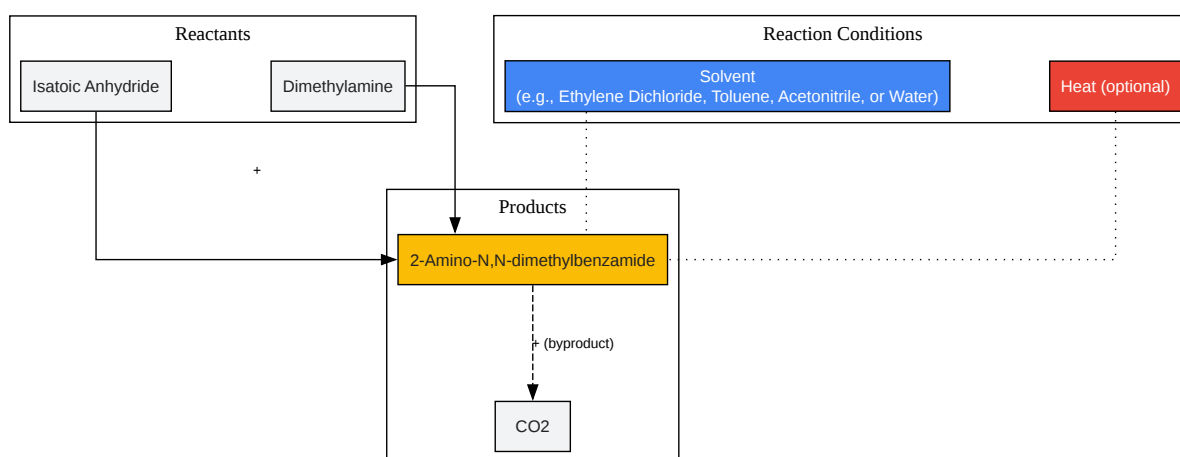 Reactants
Reaction Conditions
Isatoic Anhydride
Dimethylamine
Solvent
(e.g., Ethylene Dichloride, Toluene, Acetonitrile, or Water)
Heat (optional)
+
Products
2-Amino-N,N-dimethylbenzamide
+ (byproduct)
CO2